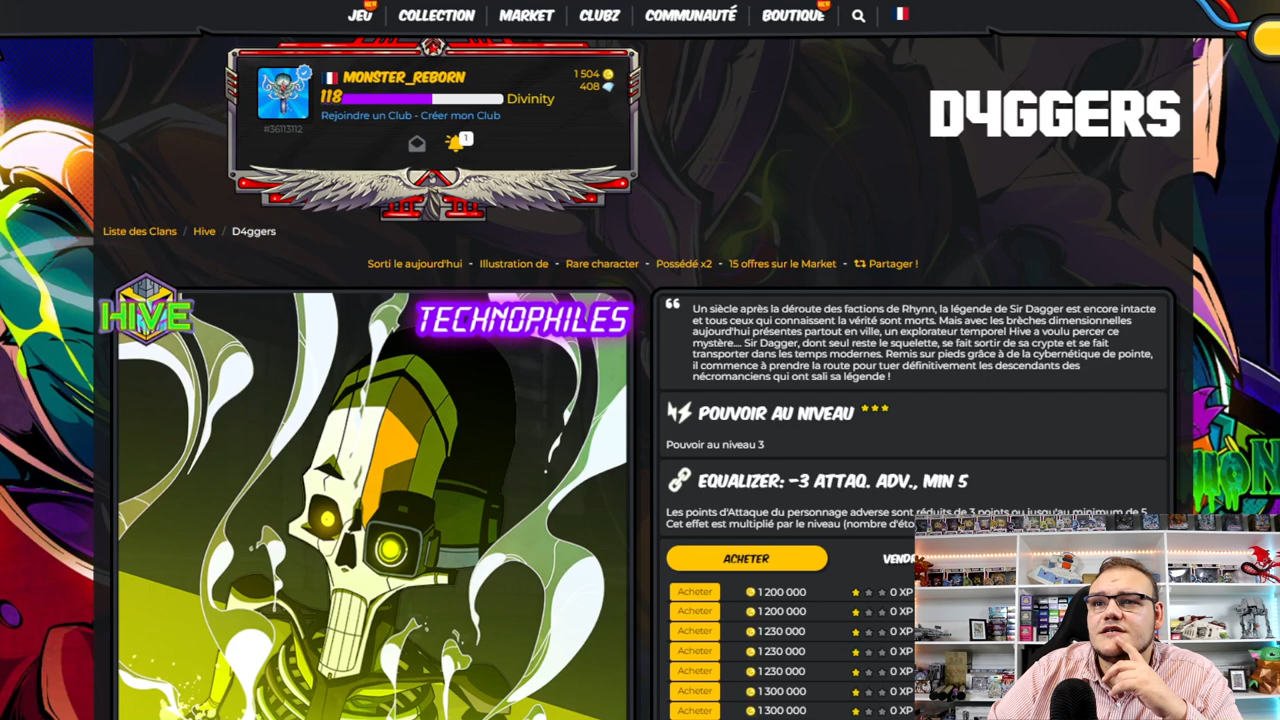 JEU
NEW
COLLECTION
MARKET
CLUBZ
COMMUNAUTÉ
BOUTIQUE
NEW
MONSTER_REBORN
1 504
408
118
Divinity
Rejoindre un Club - Créer mon Club
#36113112
1
D4GGERS
Liste des Clans / Hive / D4ggers
Sorti le aujourd'hui - Illustration de - Rare character - Possédé x2 - 15 offres sur le Market - Partager !
HIVE
TECHNOPHILES
Un siècle après la déroute des factions de Rhynn, la légende de Sir Dagger est encore intacte
et tous ceux qui connaissent la vérité sont morts. Mais avec les brèches dimensionnelles
aujourd'hui présentes partout en ville, un explorateur temporel Hive a voulu percer ce
mystère.... Sir Dagger, dont seul reste le squelette, se fait sortir de sa crypte et se fait
transporter dans les temps modernes. Remis sur pieds grâce à de la cybernétique de pointe,
il commence à prendre la route pour tuer définitivement les descendants des
nécromanciens qui ont sali sa légende !
POUVOIR AU NIVEAU
Pouvoir au niveau 3
EQUALIZER: -3 ATTAQ. ADV., MIN 5
Les points d'Attaque du personnage adverse sont réduits de 3 points ou jusqu'au minimum de 5.
Cet effet est multiplié par le niveau (nombre d'éto
ACHETER
VENDRE
Acheter 1 200 000 0 XP
Acheter 1 200 000 0 XP
Acheter 1 230 000 0 XP
Acheter 1 230 000 0 XP
Acheter 1 230 000 0 XP
Acheter 1 300 000 0 XP
Acheter 1 300 000 0 XP